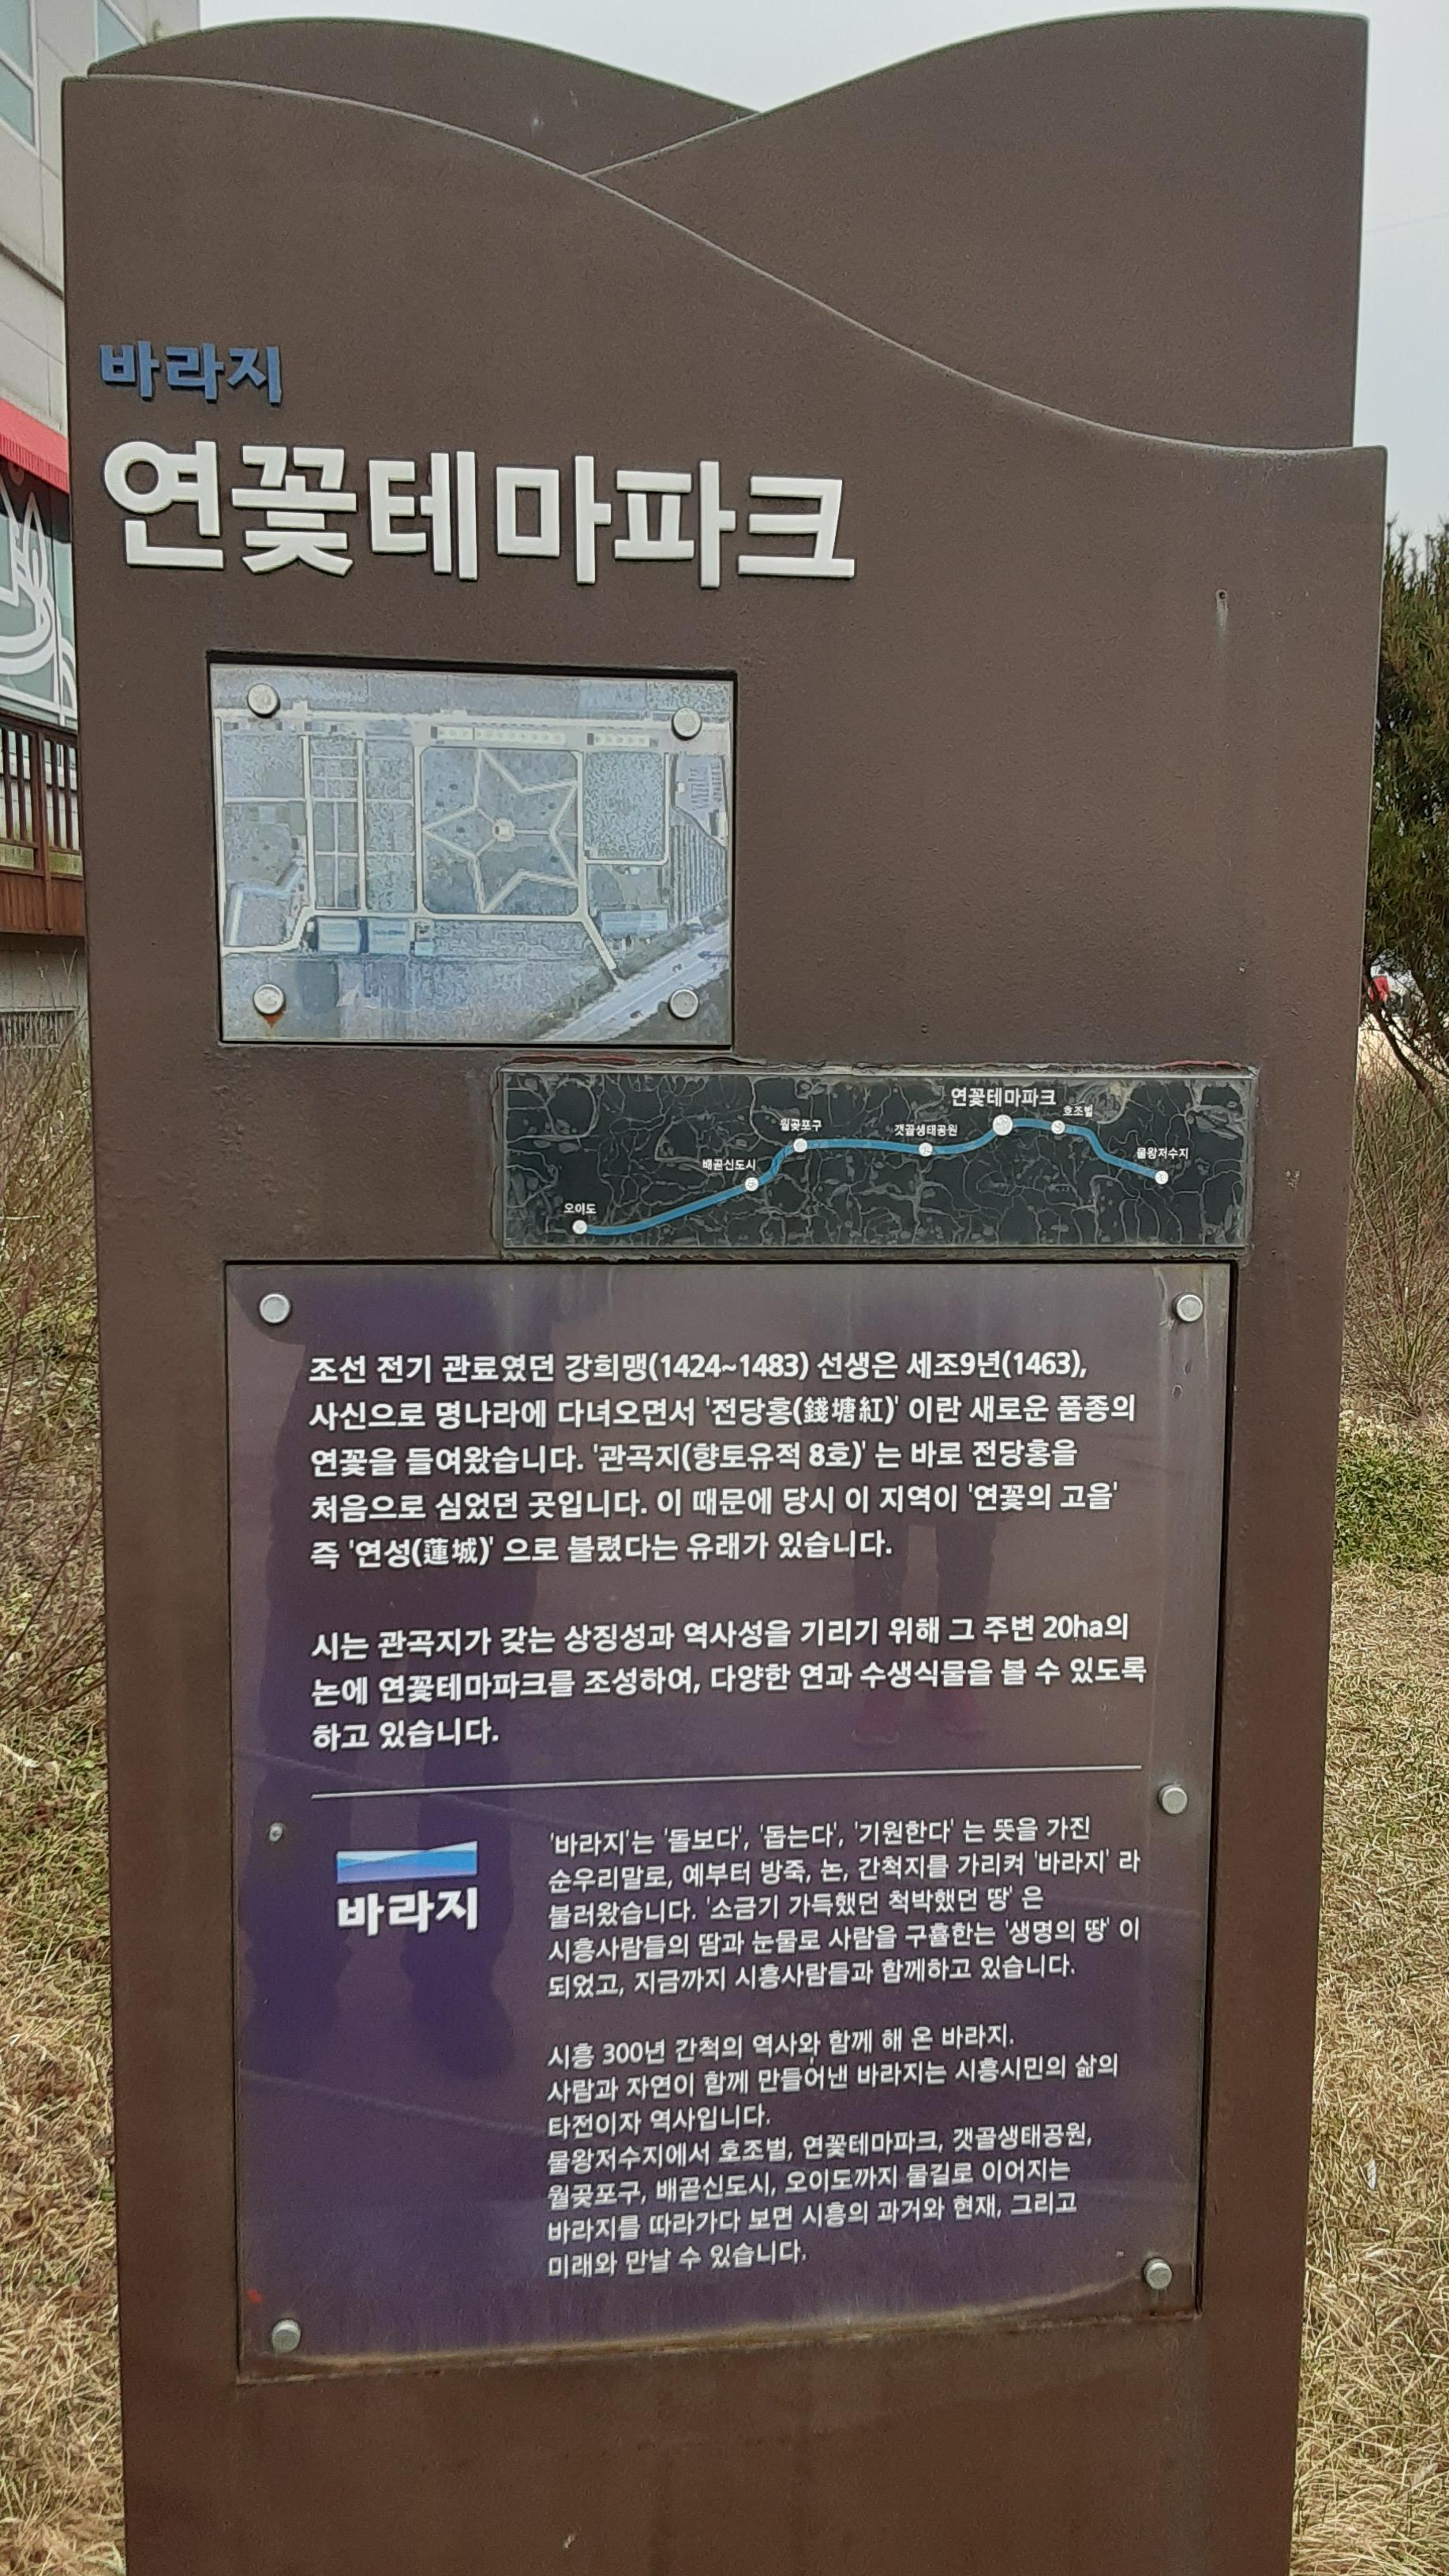 바라지
연꽃테마파크
연꽃테마파크
호조벌
월곶포구
갯골생태공원
물왕저수지
배곧신도시
오이도
조선 전기 관료였던 강희맹(1424~1483) 선생은 세조9년(1463),
사신으로 명나라에 다녀오면서 '전당홍(錢塘紅)' 이란 새로운 품종의
연꽃을 들여왔습니다. '관곡지(향토유적 8호)' 는 바로 전당홍을
처음으로 심었던 곳입니다. 이 때문에 당시 이 지역이 '연꽃의 고을'
즉 '연성(蓮城)' 으로 불렸다는 유래가 있습니다.
시는 관곡지가 갖는 상징성과 역사성을 기리기 위해 그 주변 20ha의
논에 연꽃테마파크를 조성하여, 다양한 연과 수생식물을 볼 수 있도록
하고 있습니다.
바라지
'바라지'는 '돌보다', '돕는다', '기원한다' 는 뜻을 가진
순우리말로, 예부터 방죽, 논, 간척지를 가리켜 '바라지' 라
불러왔습니다. '소금기 가득했던 척박했던 땅' 은
시흥사람들의 땀과 눈물로 사람을 구휼한는 '생명의 땅' 이
되었고, 지금까지 시흥사람들과 함께하고 있습니다.
시흥 300년 간척의 역사와 함께 해 온 바라지.
사람과 자연이 함께 만들어낸 바라지는 시흥시민의 삶의
타전이자 역사입니다.
물왕저수지에서 호조벌, 연꽃테마파크, 갯골생태공원,
월곶포구, 배곧신도시, 오이도까지 물길로 이어지는
바라지를 따라가다 보면 시흥의 과거와 현재, 그리고
미래와 만날 수 있습니다.